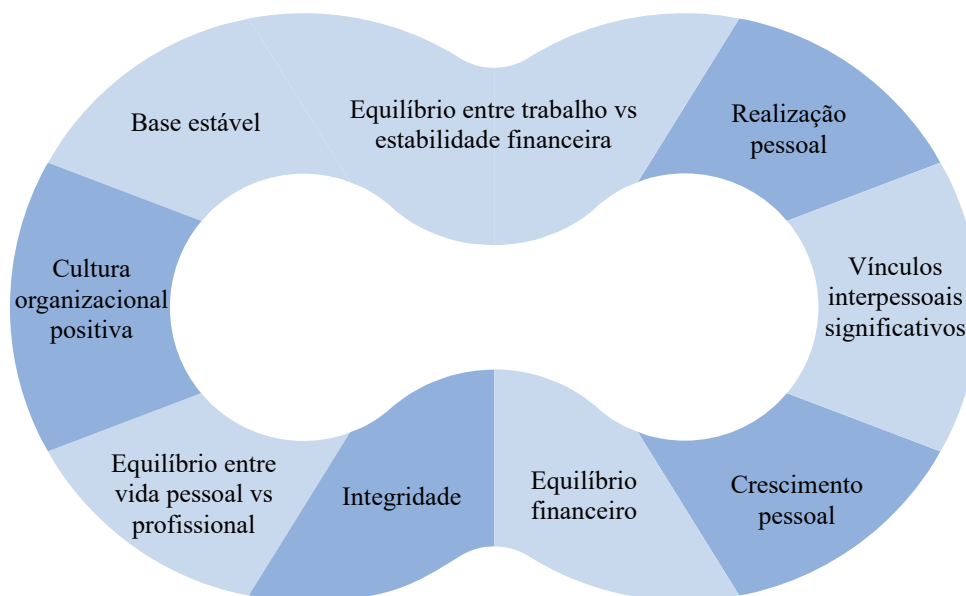 Base estável
Equilíbrio entre trabalho vs
estabilidade financeira
Realização
pessoal
Cultura
organizacional
positiva
Vínculos
interpessoais
significativos
Equilíbrio entre
vida pessoal vs
profissional
Integridade
Equilíbrio
financeiro
Crescimento
pessoal